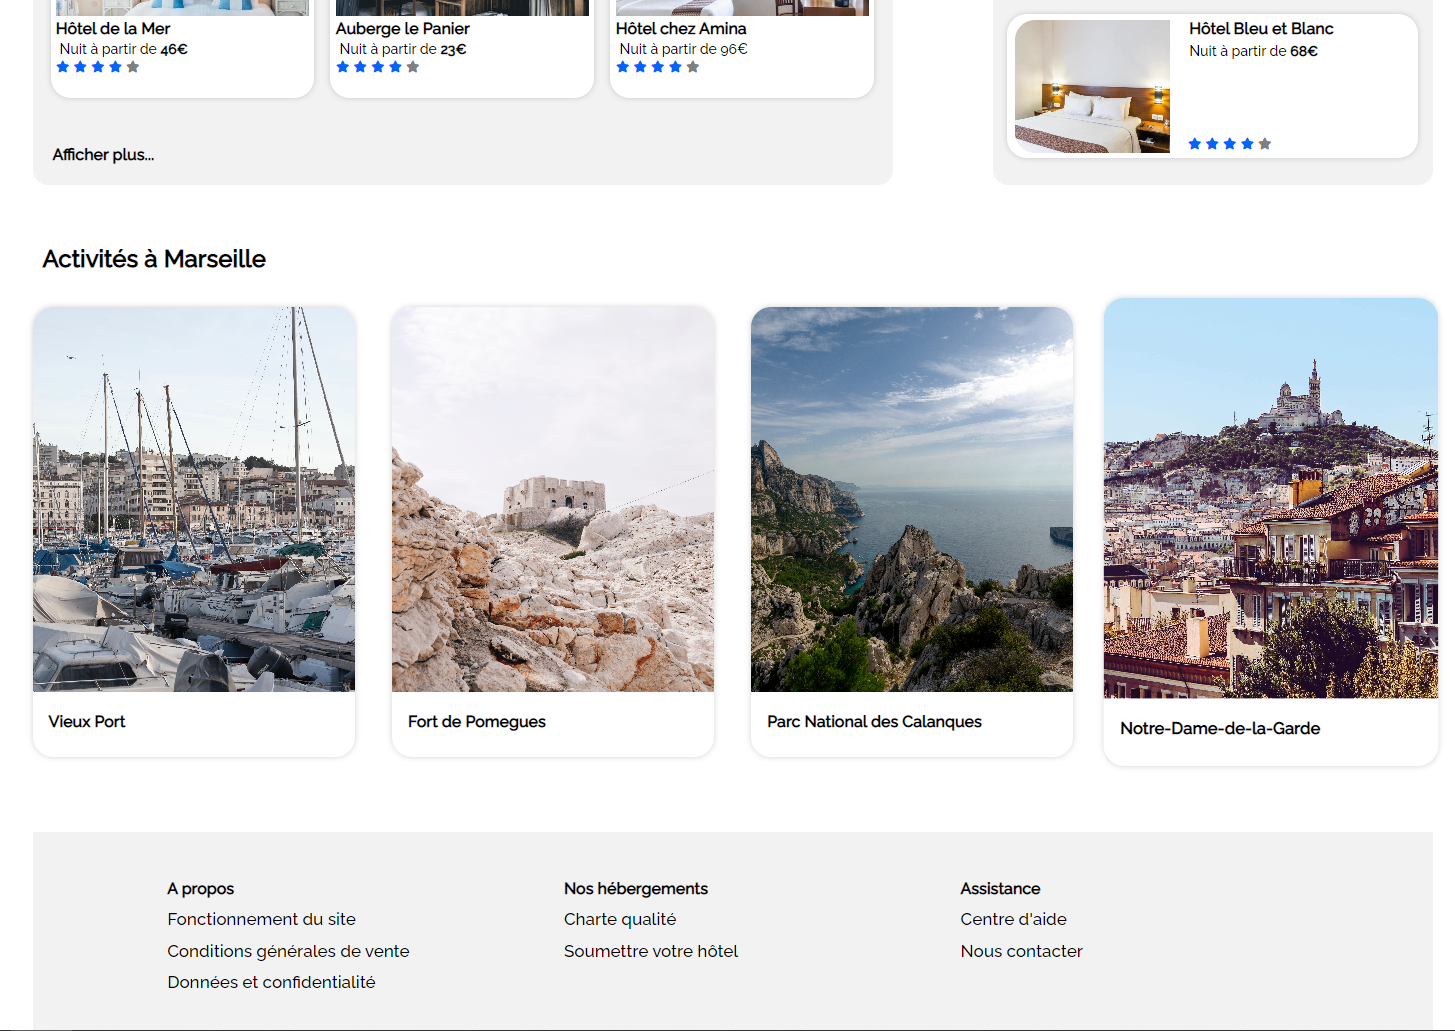 Hôtel de la Mer
Nuit à partir de 46€
Auberge le Panier
Nuit à partir de 23€
Hôtel chez Amina
Nuit à partir de 96€
Afficher plus...
Hôtel Bleu et Blanc
Nuit à partir de 68€
Activités à Marseille
Vieux Port
Fort de Pomegues
Parc National des Calanques
Notre-Dame-de-la-Garde
A propos
Fonctionnement du site
Conditions générales de vente
Données et confidentialité
Nos hébergements
Charte qualité
Soumettre votre hôtel
Assistance
Centre d'aide
Nous contacter